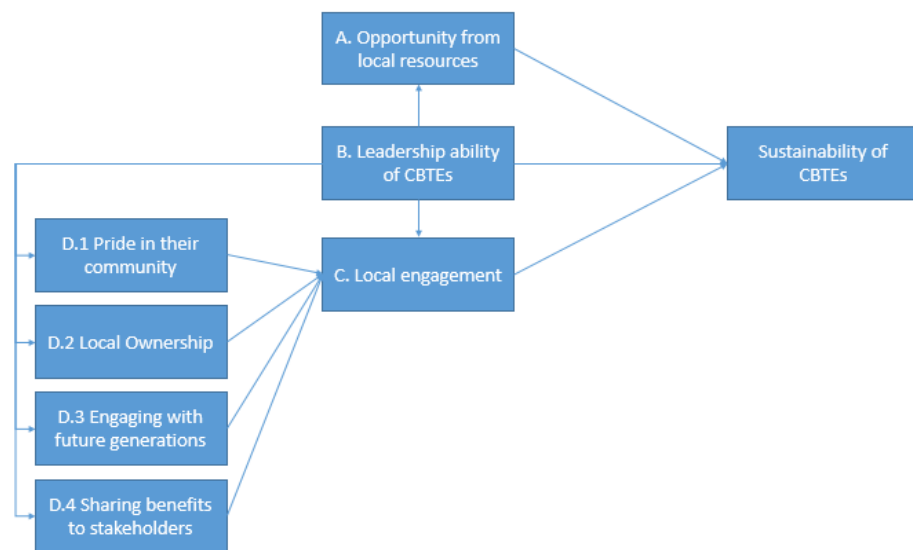 A. Opportunity from
local resources
B. Leadership ability
of CBTEs
Sustainability of
CBTEs
D.1 Pride in their
community
C. Local engagement
D.2 Local Ownership
D.3 Engaging with
future generations
D.4 Sharing benefits
to stakeholders